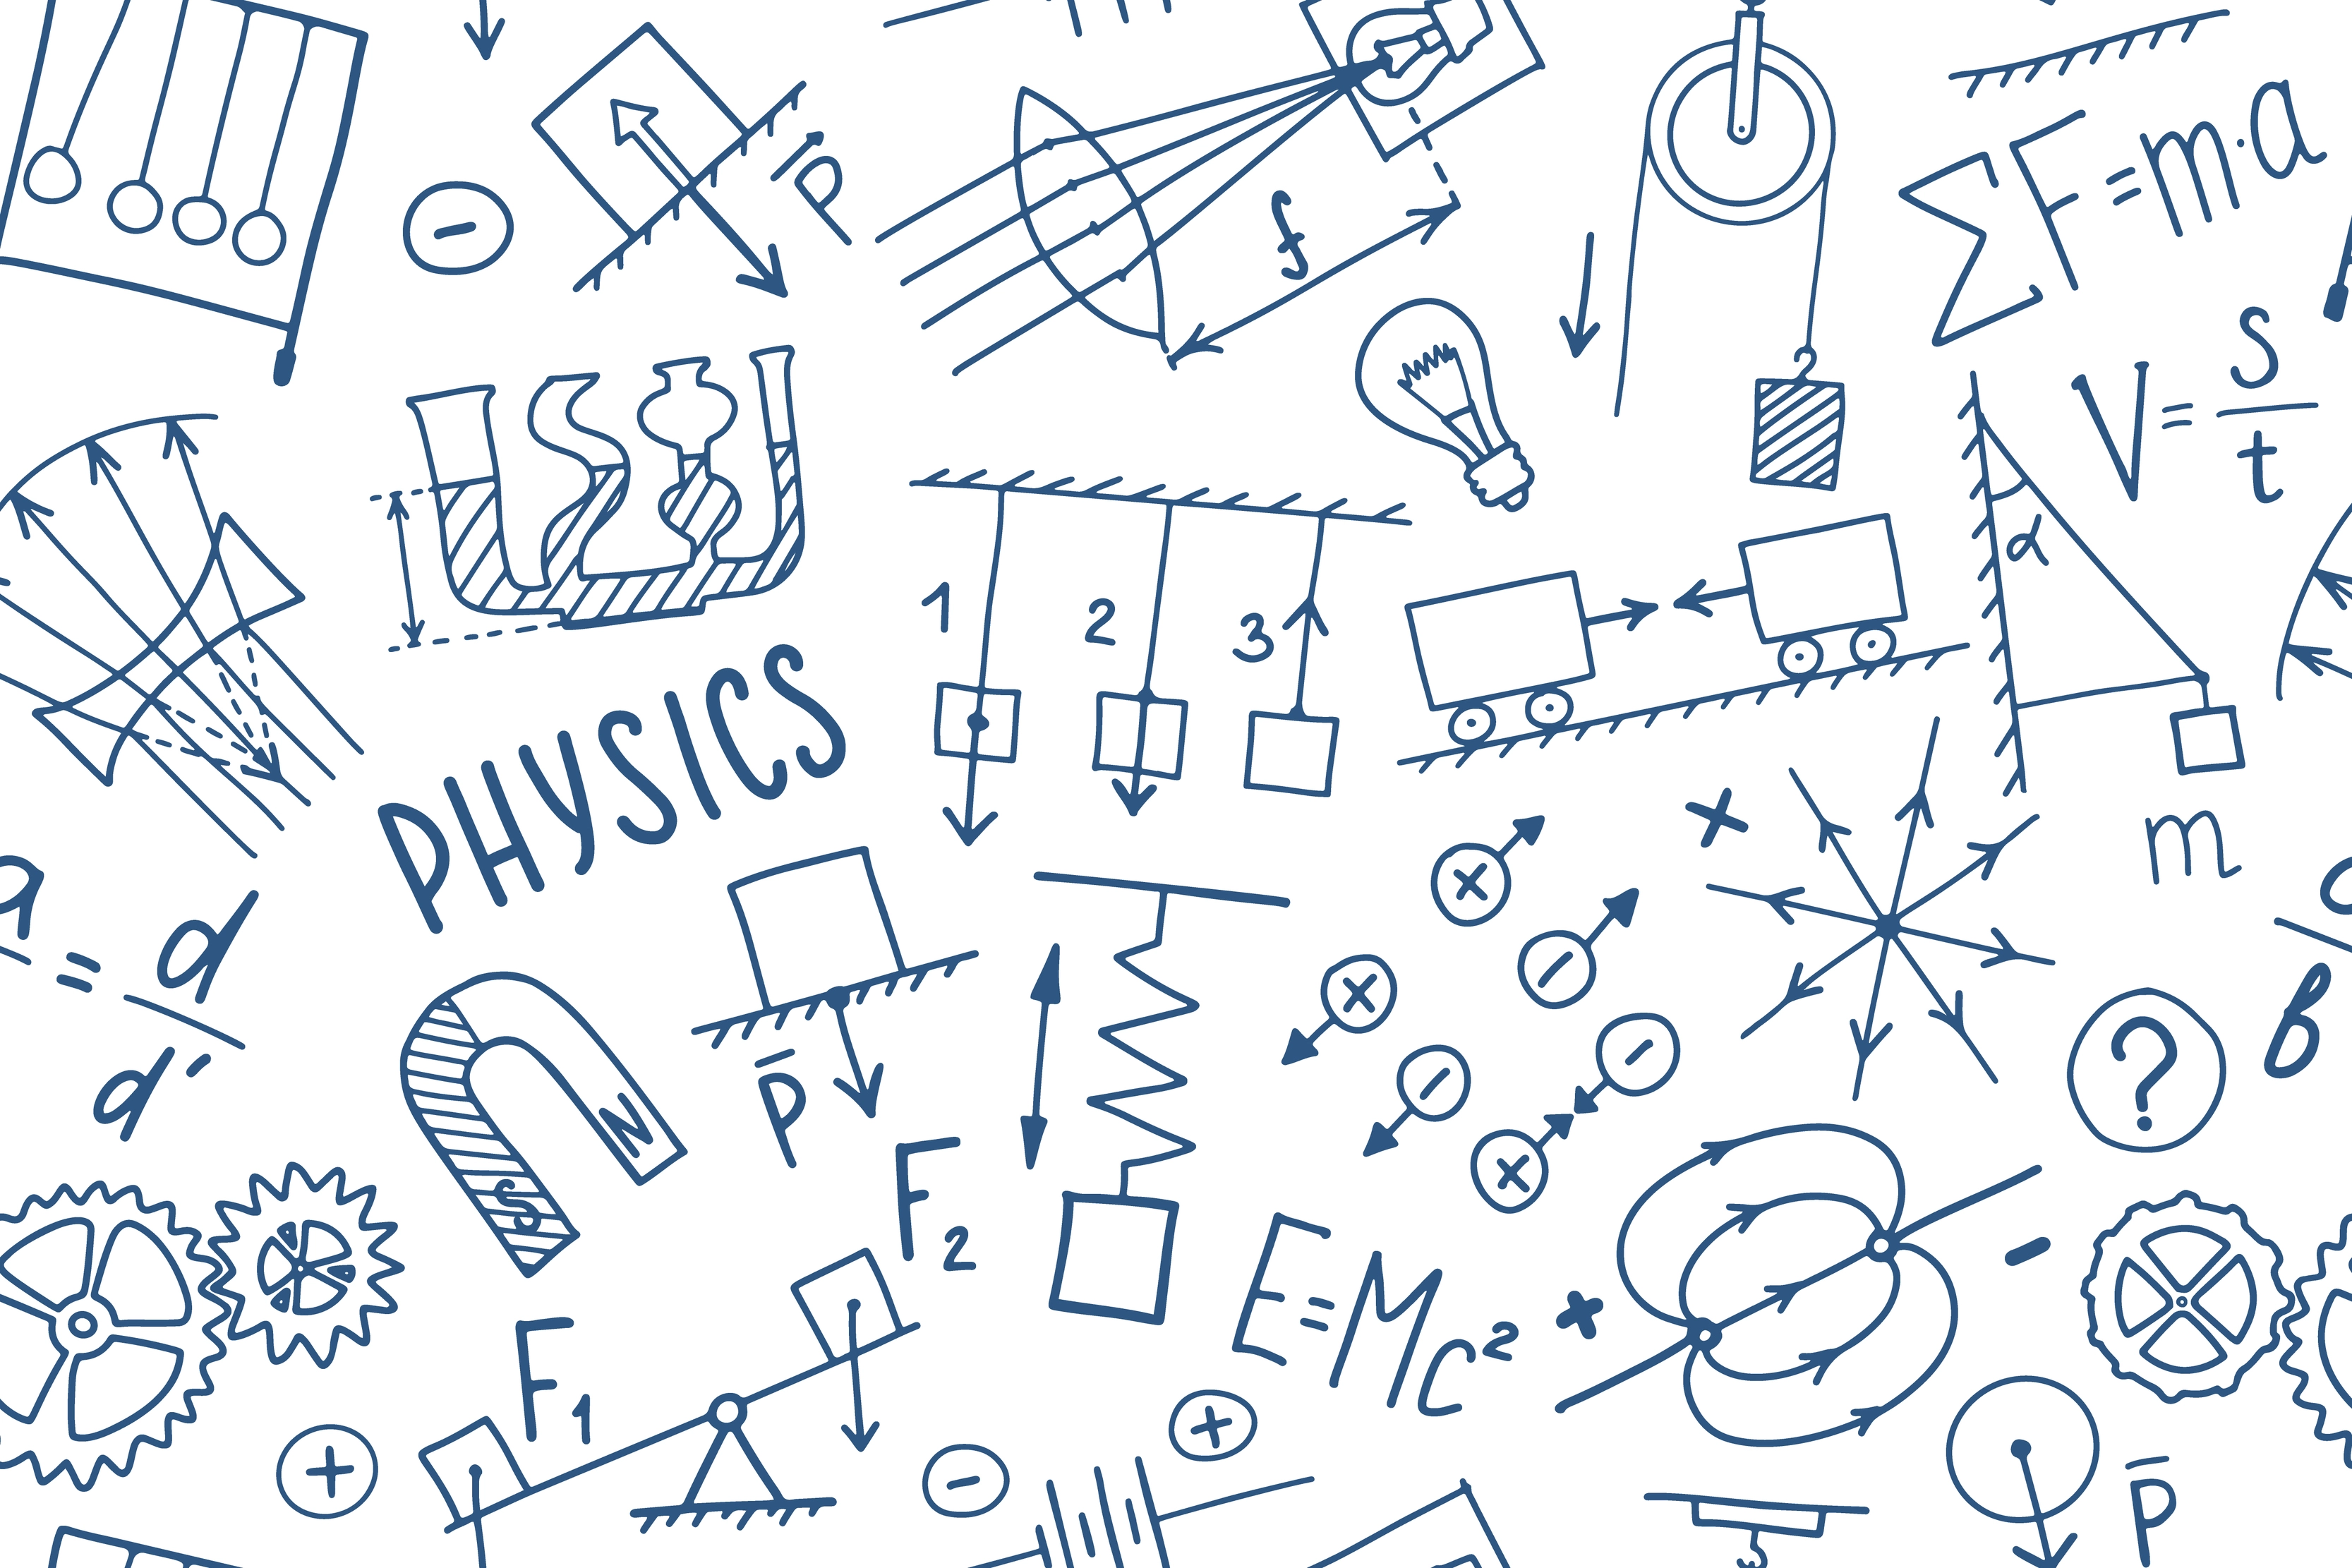 P
F
ΣF=m·a
V=s/t
1
2
3
α
PHYSICS
+
m
=
a
a'
N
S
P
F₂
F₁
E=Mc²
+
-
?
P